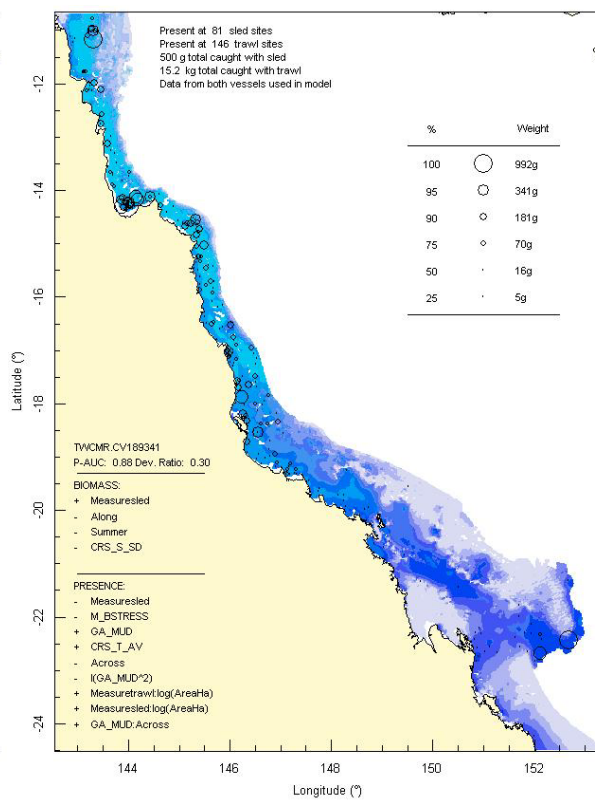 Present at 81 sled sites
Present at 146 trawl sites
500 g total caught with sled
15.2 kg total caught with trawl
Data from both vessels used in model
% Weight
100 992g
95 341g
90 181g
75 70g
50 16g
25 5g
-12
-14
-16
-18
-20
-22
-24
Latitude (°)
TWCMR.CV189341
P-AUC: 0.88 Dev. Ratio: 0.30
BIOMASS:
+ Measuresled
- Along
- Summer
- CRS_S_SD
PRESENCE:
- Measuresled
- M_BSTRESS
+ GA_MUD
+ CRS_T_AV
- Across
- I(GA_MUD^2)
+ Measuretrawl:log(AreaHa)
+ Measuresled:log(AreaHa)
+ GA_MUD:Across
144 146 148 150 152
Longitude (°)